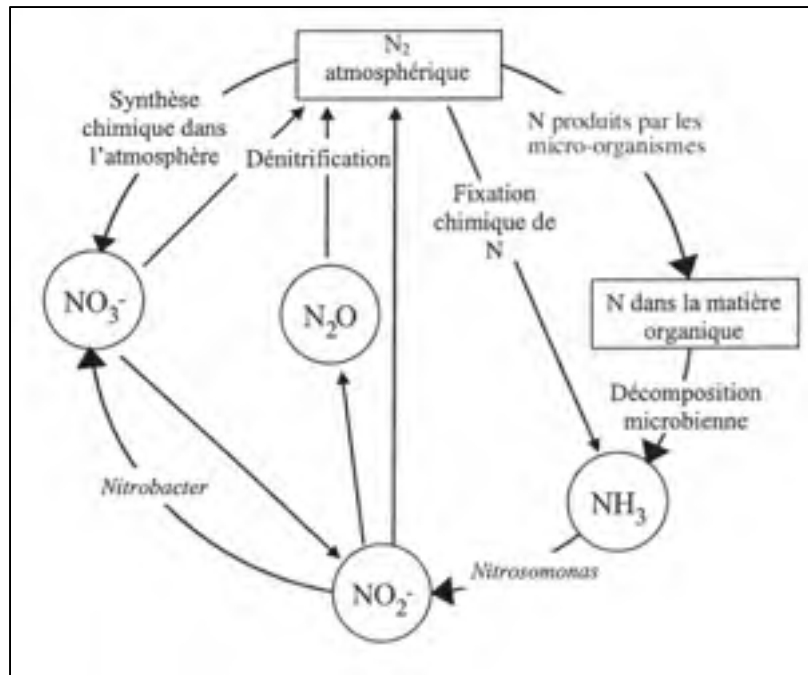 N₂
atmosphérique
Synthèse
chimique dans
l'atmosphère
Dénitrification
N produits par les
micro-organismes
Fixation
chimique de
N
NO₃⁻
N₂O
N dans la matière
organique
Décomposition
microbienne
Nitrobacter
NH₃
Nitrosomonas
NO₂⁻